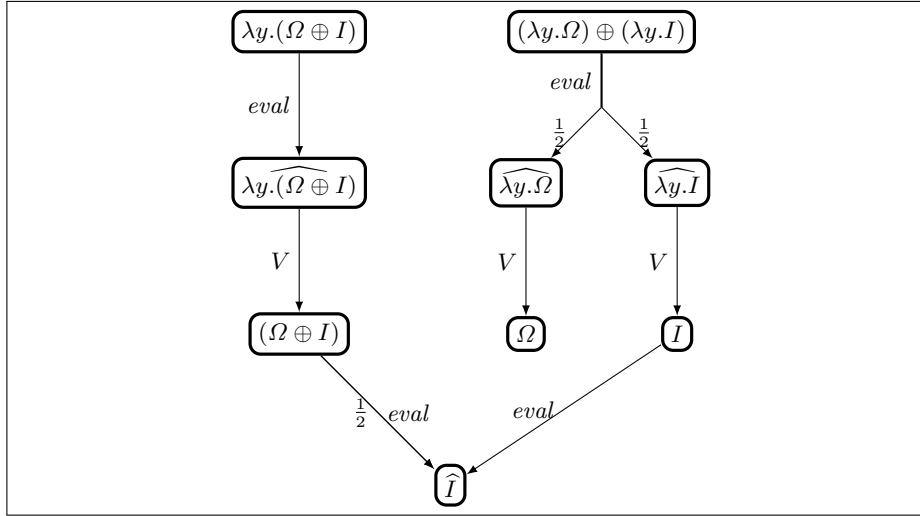 λy.(Ω ⊕ I) (λy.Ω) ⊕ (λy.I)
eval eval
1/2 1/2
λy.(Ω ⊕ I)^ λy.Ω^ λy.I^
V V V
(Ω ⊕ I) Ω I
1/2 eval eval
Î